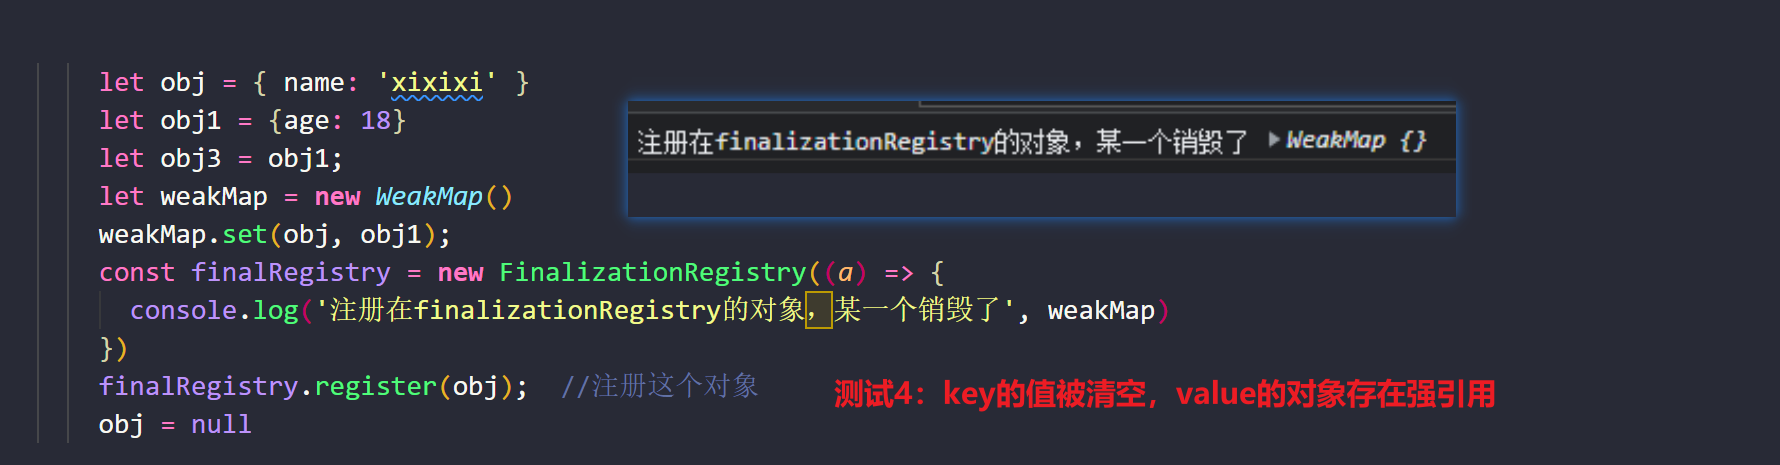 let obj = { name: 'xixixi' }
let obj1 = {age: 18}
let obj3 = obj1;
let weakMap = new WeakMap()
weakMap.set(obj, obj1);
const finalRegistry = new FinalizationRegistry((a) => {
console.log('注册在finalizationRegistry的对象，某一个销毁了', weakMap)
})
finalRegistry.register(obj);  //注册这个对象
obj = null
注册在finalizationRegistry的对象，某一个销毁了 ▶WeakMap {}
测试4：key的值被清空，value的对象存在强引用